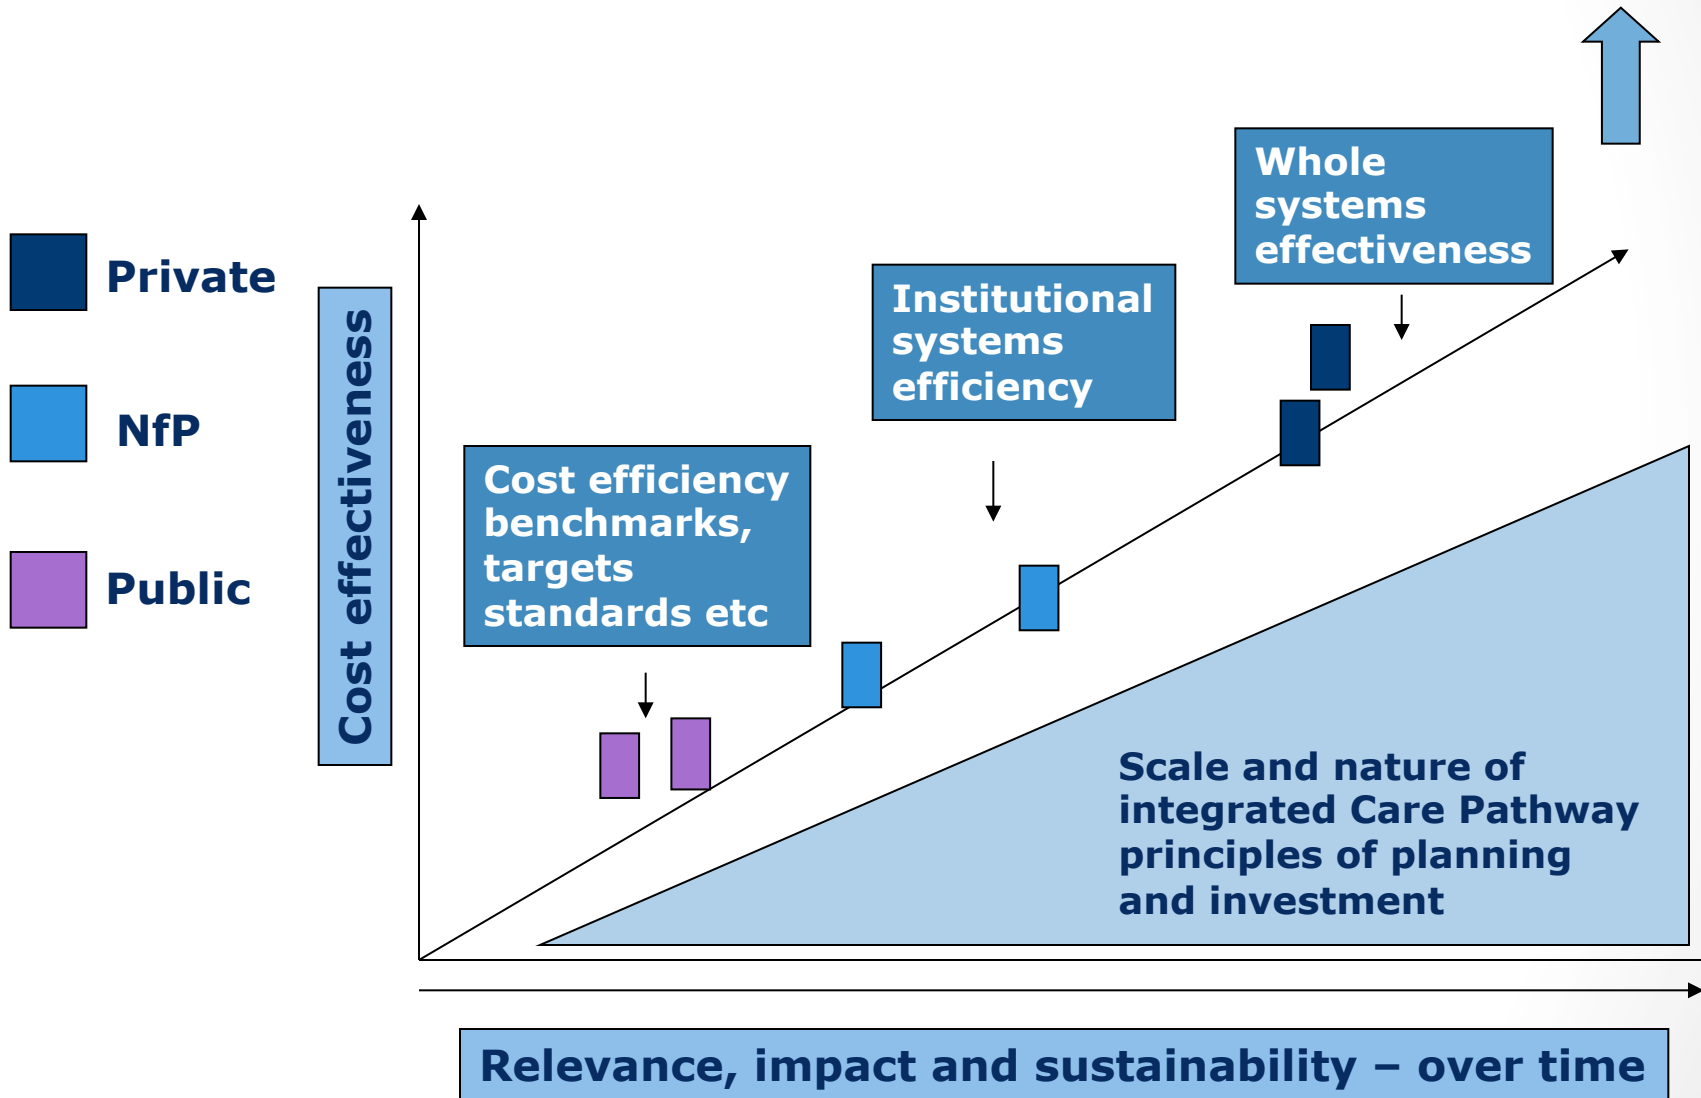 Whole
systems
effectiveness
Institutional
systems
efficiency
Cost efficiency
benchmarks,
targets
standards etc
Private
NfP
Public
Cost effectiveness
Scale and nature of
integrated Care Pathway
principles of planning
and investment
Relevance, impact and sustainability – over time